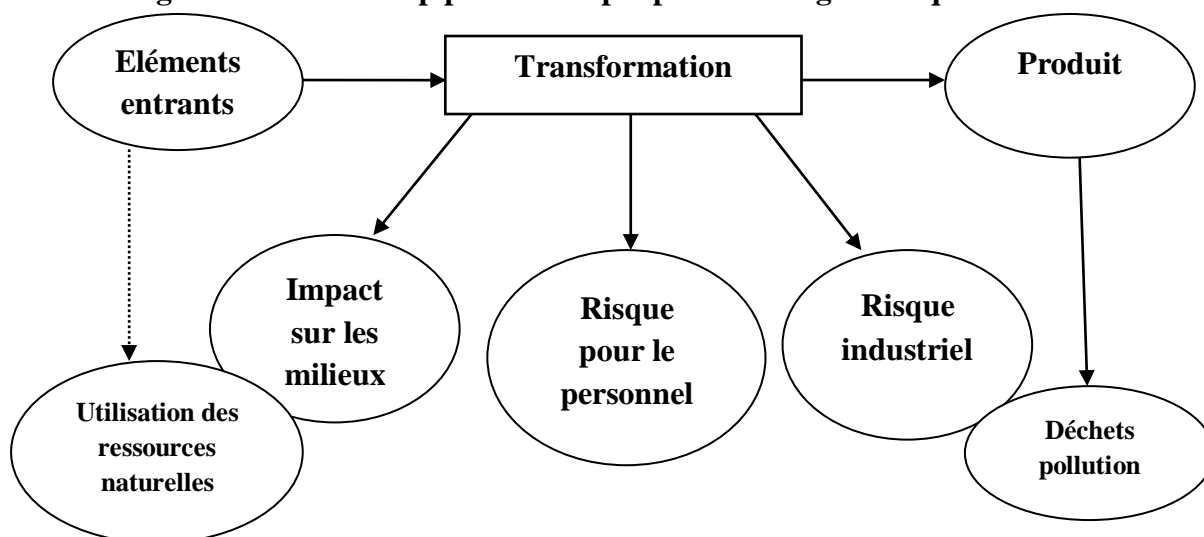 Eléments
entrants
Transformation
Produit
Impact
sur les
milieux
Risque
pour le
personnel
Risque
industriel
Utilisation des
ressources
naturelles
Déchets
pollution